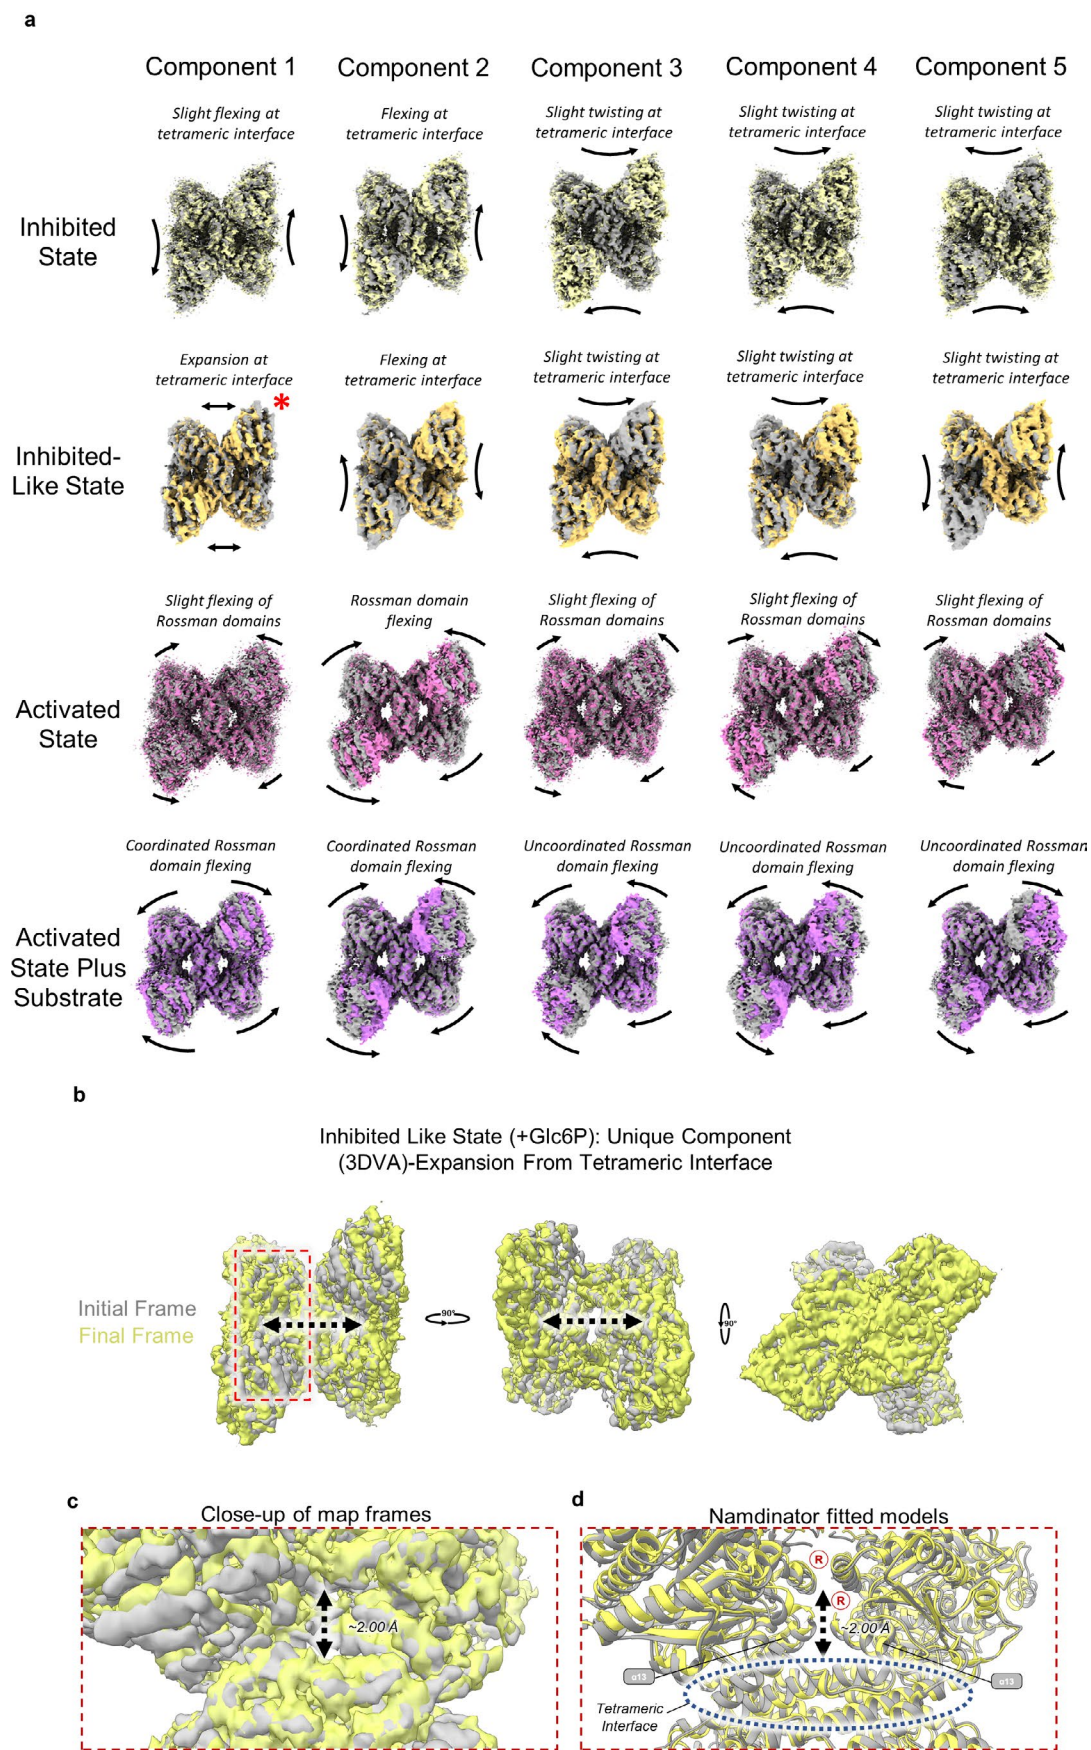 a
Component 1 Component 2 Component 3 Component 4 Component 5
Slight flexing at Flexing at Slight twisting at Slight twisting at Slight twisting at
tetrameric interface tetrameric interface tetrameric interface tetrameric interface tetrameric interface
Inhibited
State
Expansion at Flexing at Slight twisting at Slight twisting at Slight twisting at
tetrameric interface tetrameric interface tetrameric interface tetrameric interface tetrameric interface
*
Inhibited-
Like State
Slight flexing of Rossman domain Slight flexing of Slight flexing of Slight flexing of
Rossman domains flexing Rossman domains Rossman domains Rossman domains
Activated
State
Coordinated Rossman Coordinated Rossman Uncoordinated Rossman Uncoordinated Rossman Uncoordinated Rossman
domain flexing domain flexing domain flexing domain flexing domain flexing
Activated
State Plus
Substrate
b
Inhibited Like State (+Glc6P): Unique Component
(3DVA)-Expansion From Tetrameric Interface
Initial Frame
Final Frame
90°
90°
c
Close-up of map frames
~2.00 Å
d
Namdinator fitted models
R
R
~2.00 Å
α13
α13
Tetrameric
Interface